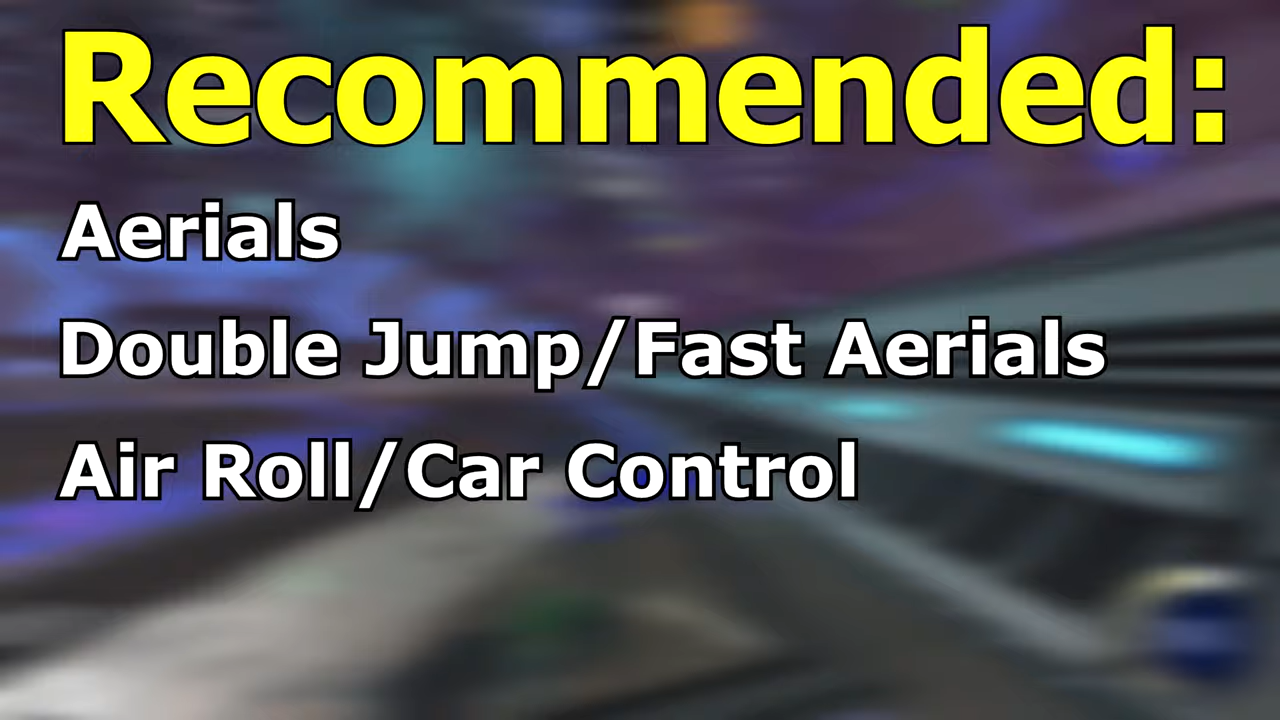 Recommended:
Aerials
Double Jump/Fast Aerials
Air Roll/Car Control